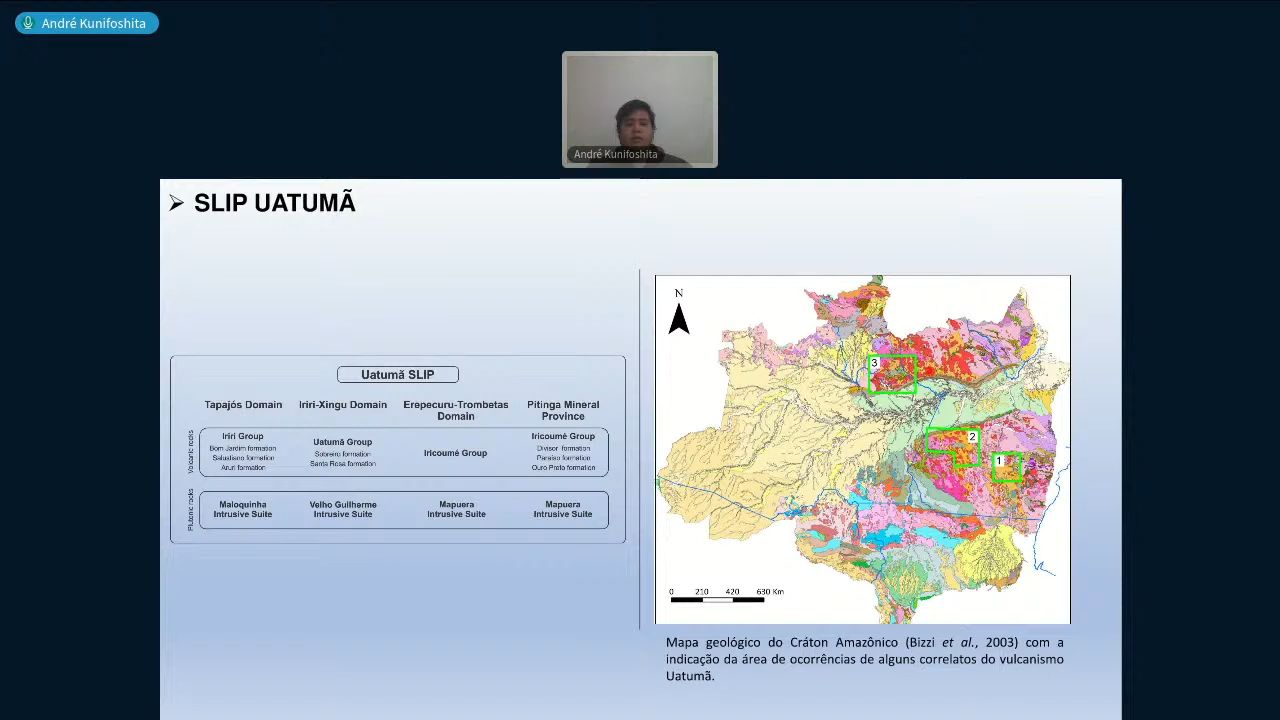 André Kunifoshita
André Kunifoshita
➢ SLIP UATUMÃ
Uatumã SLIP
Tapajós Domain
Iriri-Xingu Domain
Erepecuru-Trombetas
Domain
Pitinga Mineral
Province
Volcanic rocks
Iriri Group
Bom Jardim formation
Salustiano formation
Aruri formation
Uatumã Group
Sobreiro formation
Santa Rosa formation
Iricoumé Group
Iricoumé Group
Divisor formation
Paraíso formation
Ouro Preto formation
Plutonic rocks
Maloquinha
Intrusive Suite
Velho Guilherme
Intrusive Suite
Mapuera
Intrusive Suite
Mapuera
Intrusive Suite
N
3
2
1
0 210 420 630 Km
Mapa geológico do Cráton Amazônico (Bizzi et al., 2003) com a
indicação da área de ocorrências de alguns correlatos do vulcanismo
Uatumã.